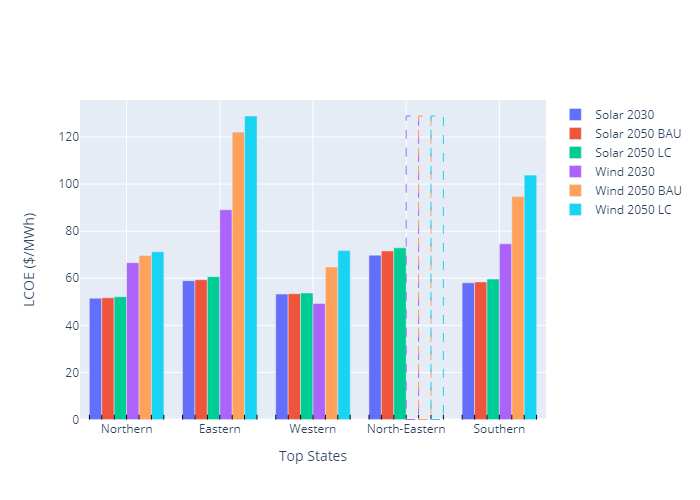 120
100
80
60
40
20
0
LCOE ($/MWh)
Northern
Eastern
Western
North-Eastern
Southern
Top States
Solar 2030
Solar 2050 BAU
Solar 2050 LC
Wind 2030
Wind 2050 BAU
Wind 2050 LC